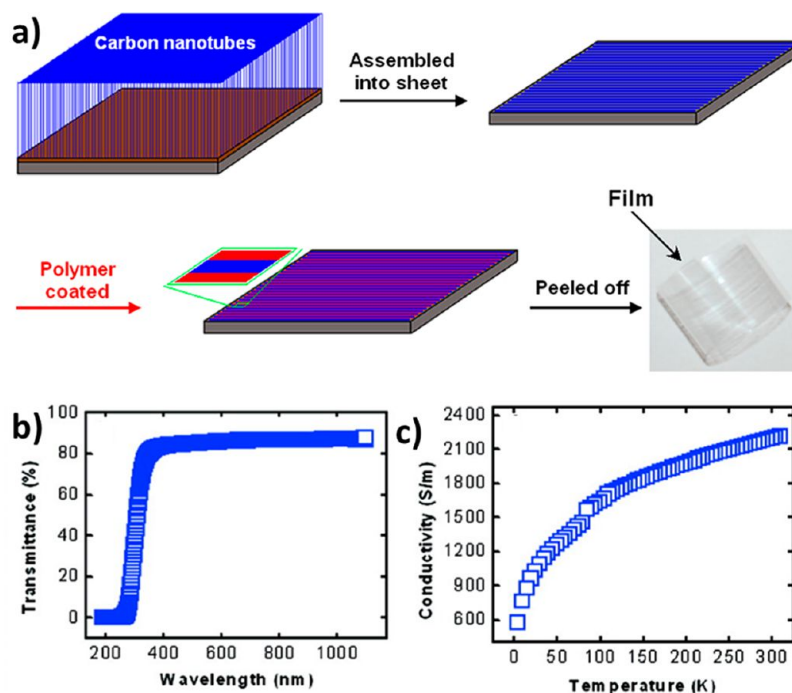 a)
Carbon nanotubes
Assembled
into sheet
Film
Polymer
coated
Peeled off
b)
Transmittance (%)
100
80
60
40
20
0
200 400 600 800 1000
Wavelength (nm)
c)
Conductivity (S/m)
2400
2100
1800
1500
1200
900
600
0 50 100 150 200 250 300
Temperature (K)